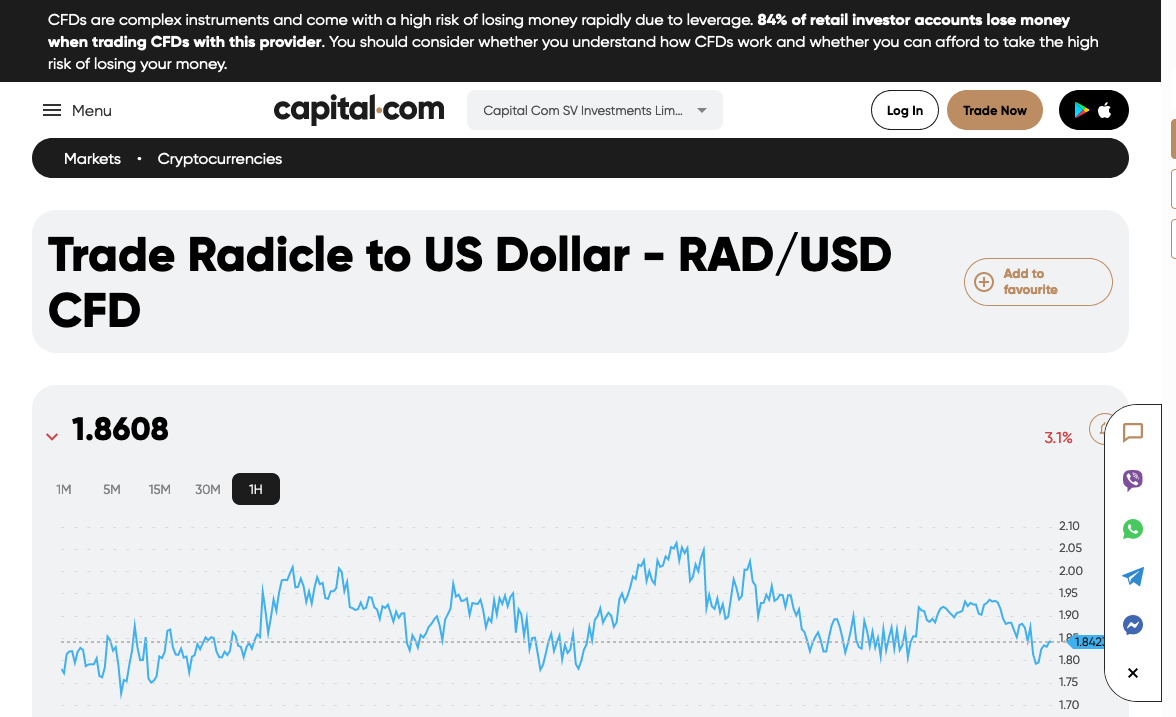 CFDs are complex instruments and come with a high risk of losing money rapidly due to leverage. 84% of retail investor accounts lose money
when trading CFDs with this provider. You should consider whether you understand how CFDs work and whether you can afford to take the high
risk of losing your money.
Menu
capital.com
Capital Com SV Investments Lim...
Log In
Trade Now
Markets • Cryptocurrencies
Trade Radicle to US Dollar - RAD/USD
CFD
Add to
favourite
1.8608
3.1%
1M
5M
15M
30M
1H
2.10
2.05
2.00
1.95
1.90
1.85
1.80
1.75
1.70